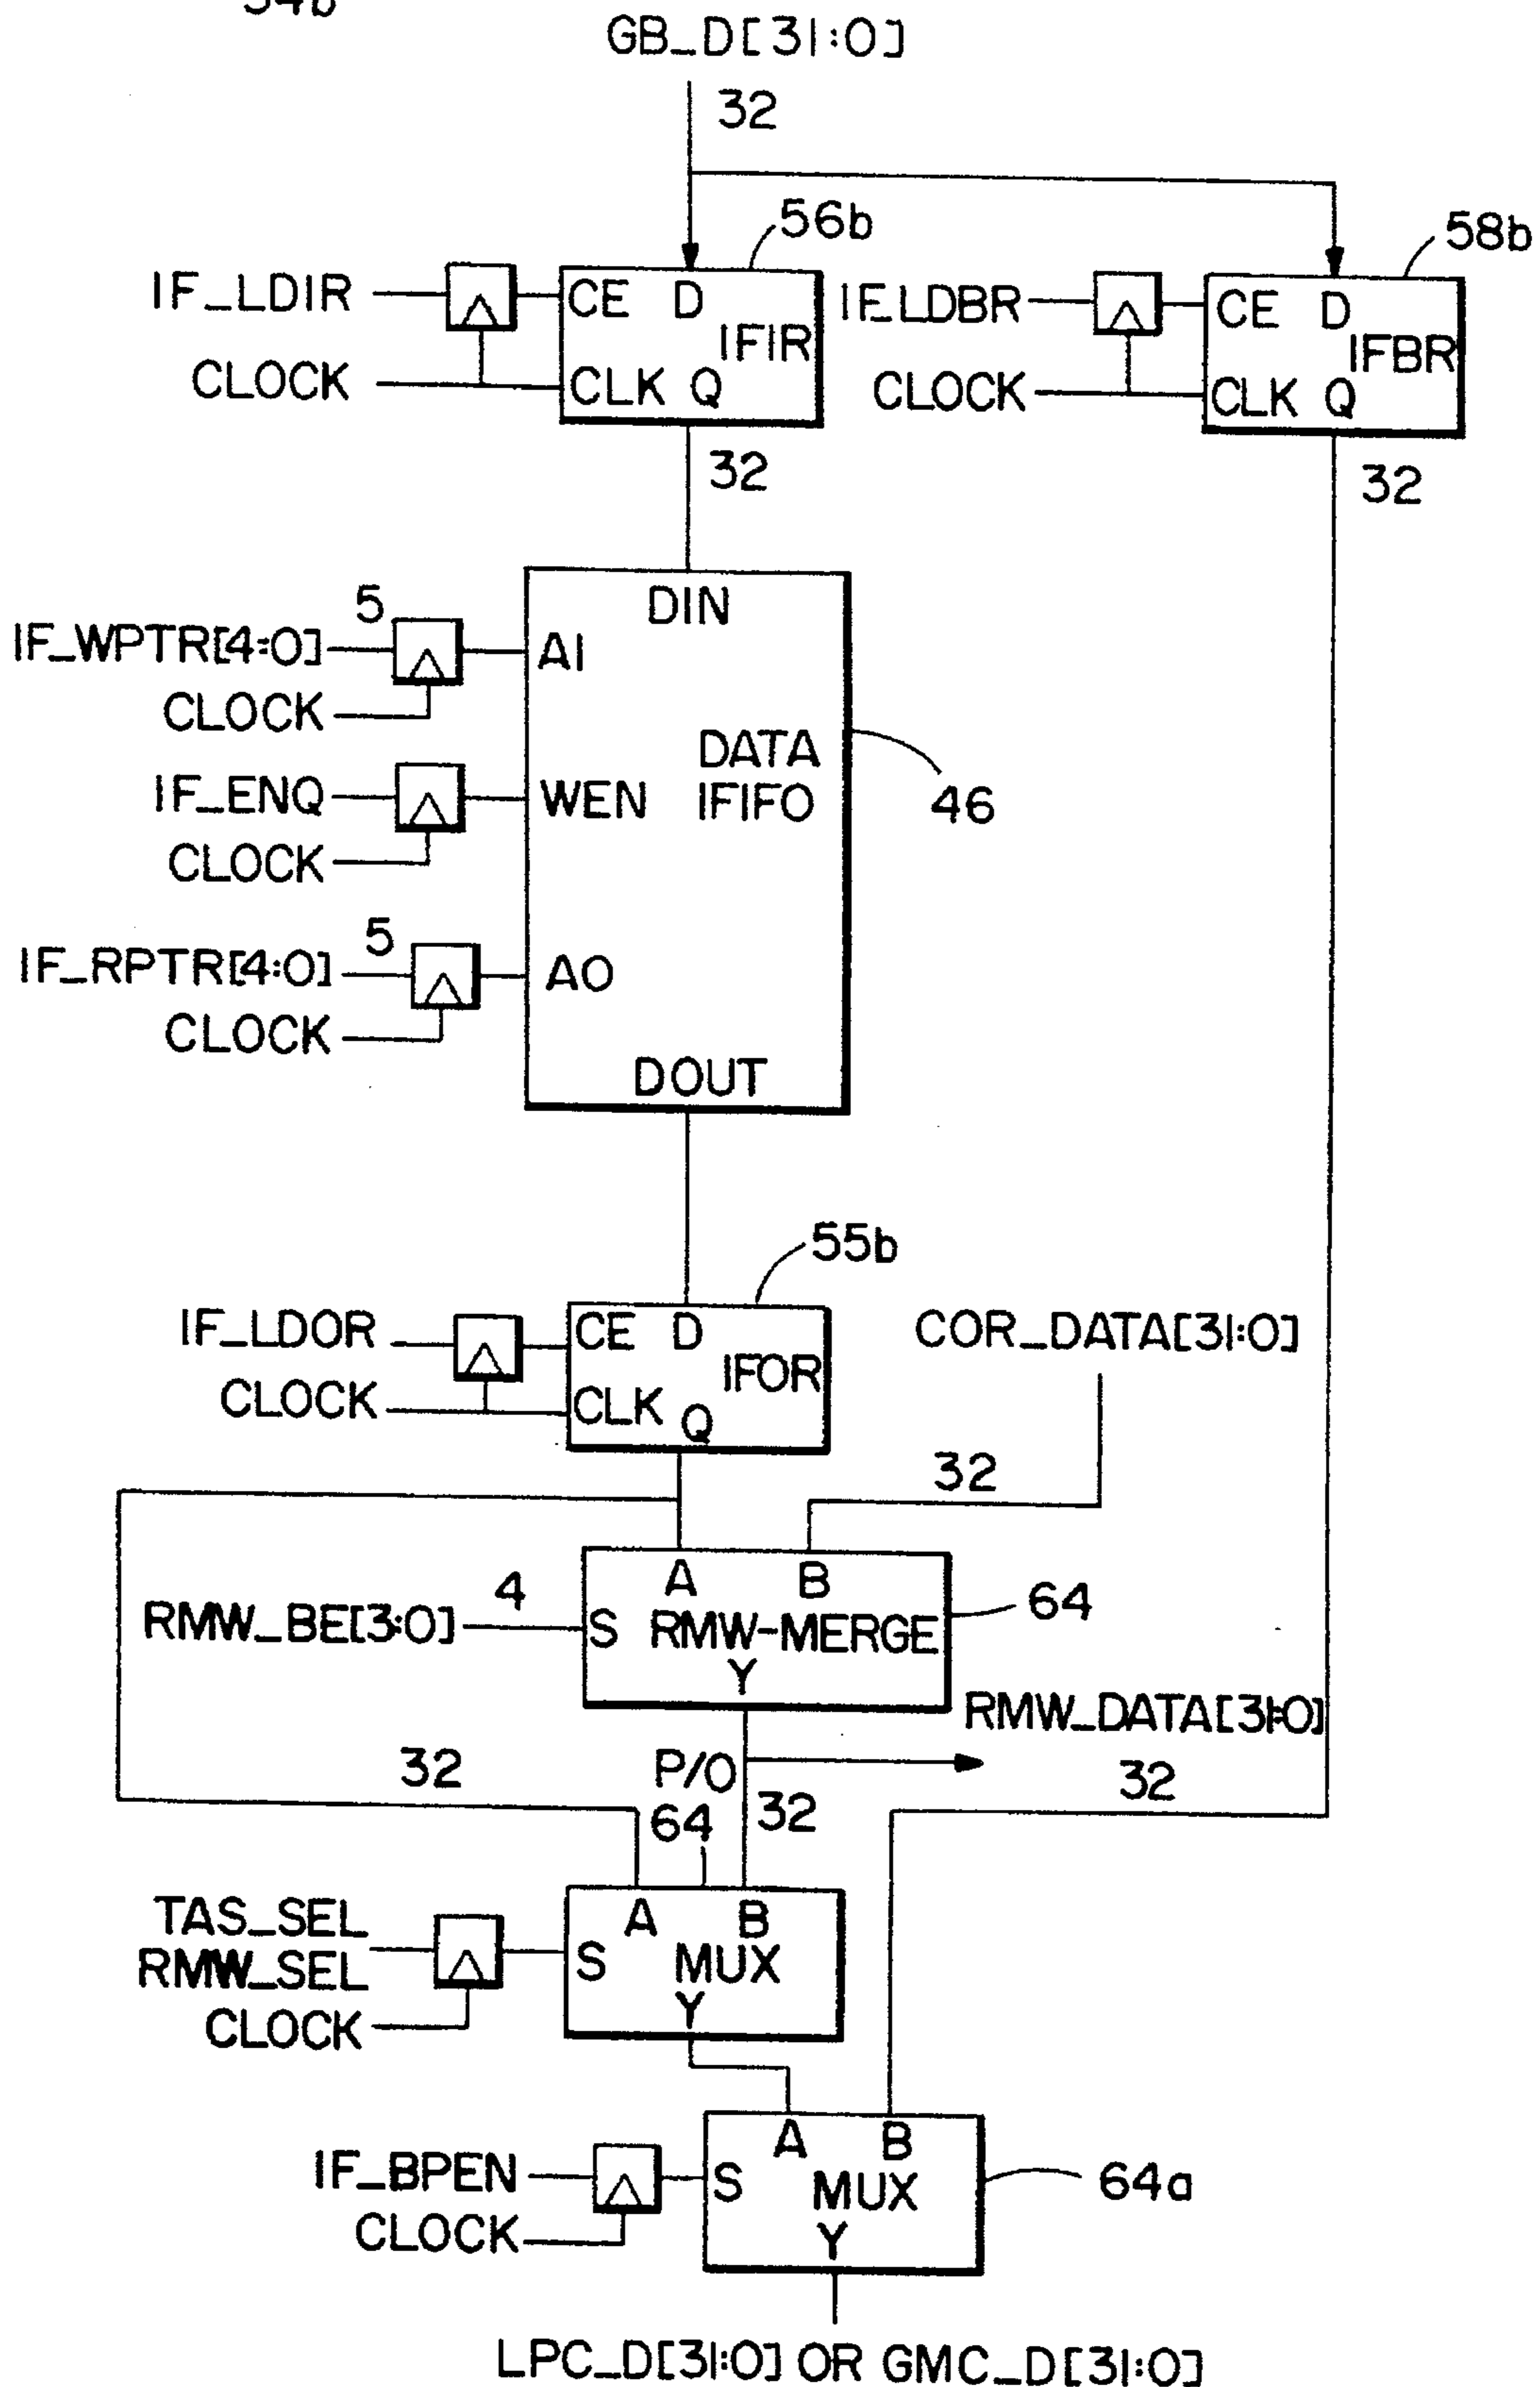 54b
GB_D[31:0]
32
56b
58b
IF_LDIR
CE D
IFIR
CLOCK
CLK Q
IF_LDBR
CE D
IFBR
CLOCK
CLK Q
32
32
DIN
5
IF_WPTR[4:0]
AI
CLOCK
DATA
IFIFO
46
IF_ENQ
WEN
CLOCK
5
IF_RPTR[4:0]
AO
CLOCK
DOUT
55b
IF_LDOR
CE D
IFOR
CLOCK
CLK Q
COR_DATA[31:0]
32
A B
4
RMW_BE[3:0]
S RMW-MERGE
64
Y
RMW_DATA[31:0]
32
P/O
64
32
32
TAS_SEL
RMW_SEL
A B
S MUX
Y
CLOCK
A B
IF_BPEN
S MUX
64a
Y
CLOCK
LPC_D[31:0] OR GMC_D[31:0]